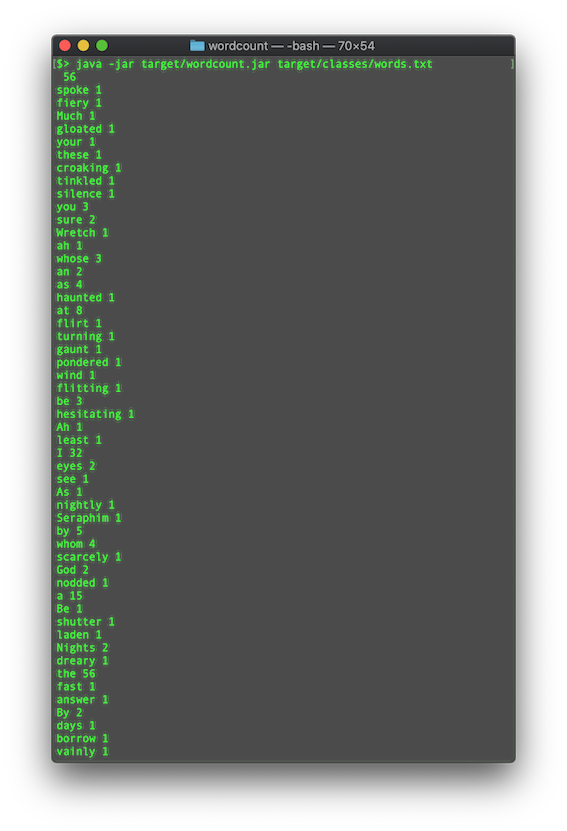 wordcount — -bash — 70×54
[$> java -jar target/wordcount.jar target/classes/words.txt ]
 56
spoke 1
fiery 1
Much 1
gloated 1
your 1
these 1
croaking 1
tinkled 1
silence 1
you 3
sure 2
Wretch 1
ah 1
whose 3
an 2
as 4
haunted 1
at 8
flirt 1
turning 1
gaunt 1
pondered 1
wind 1
flitting 1
be 3
hesitating 1
Ah 1
least 1
I 32
eyes 2
see 1
As 1
nightly 1
Seraphim 1
by 5
whom 4
scarcely 1
God 2
nodded 1
a 15
Be 1
shutter 1
laden 1
Nights 2
dreary 1
the 56
fast 1
answer 1
By 2
days 1
borrow 1
vainly 1